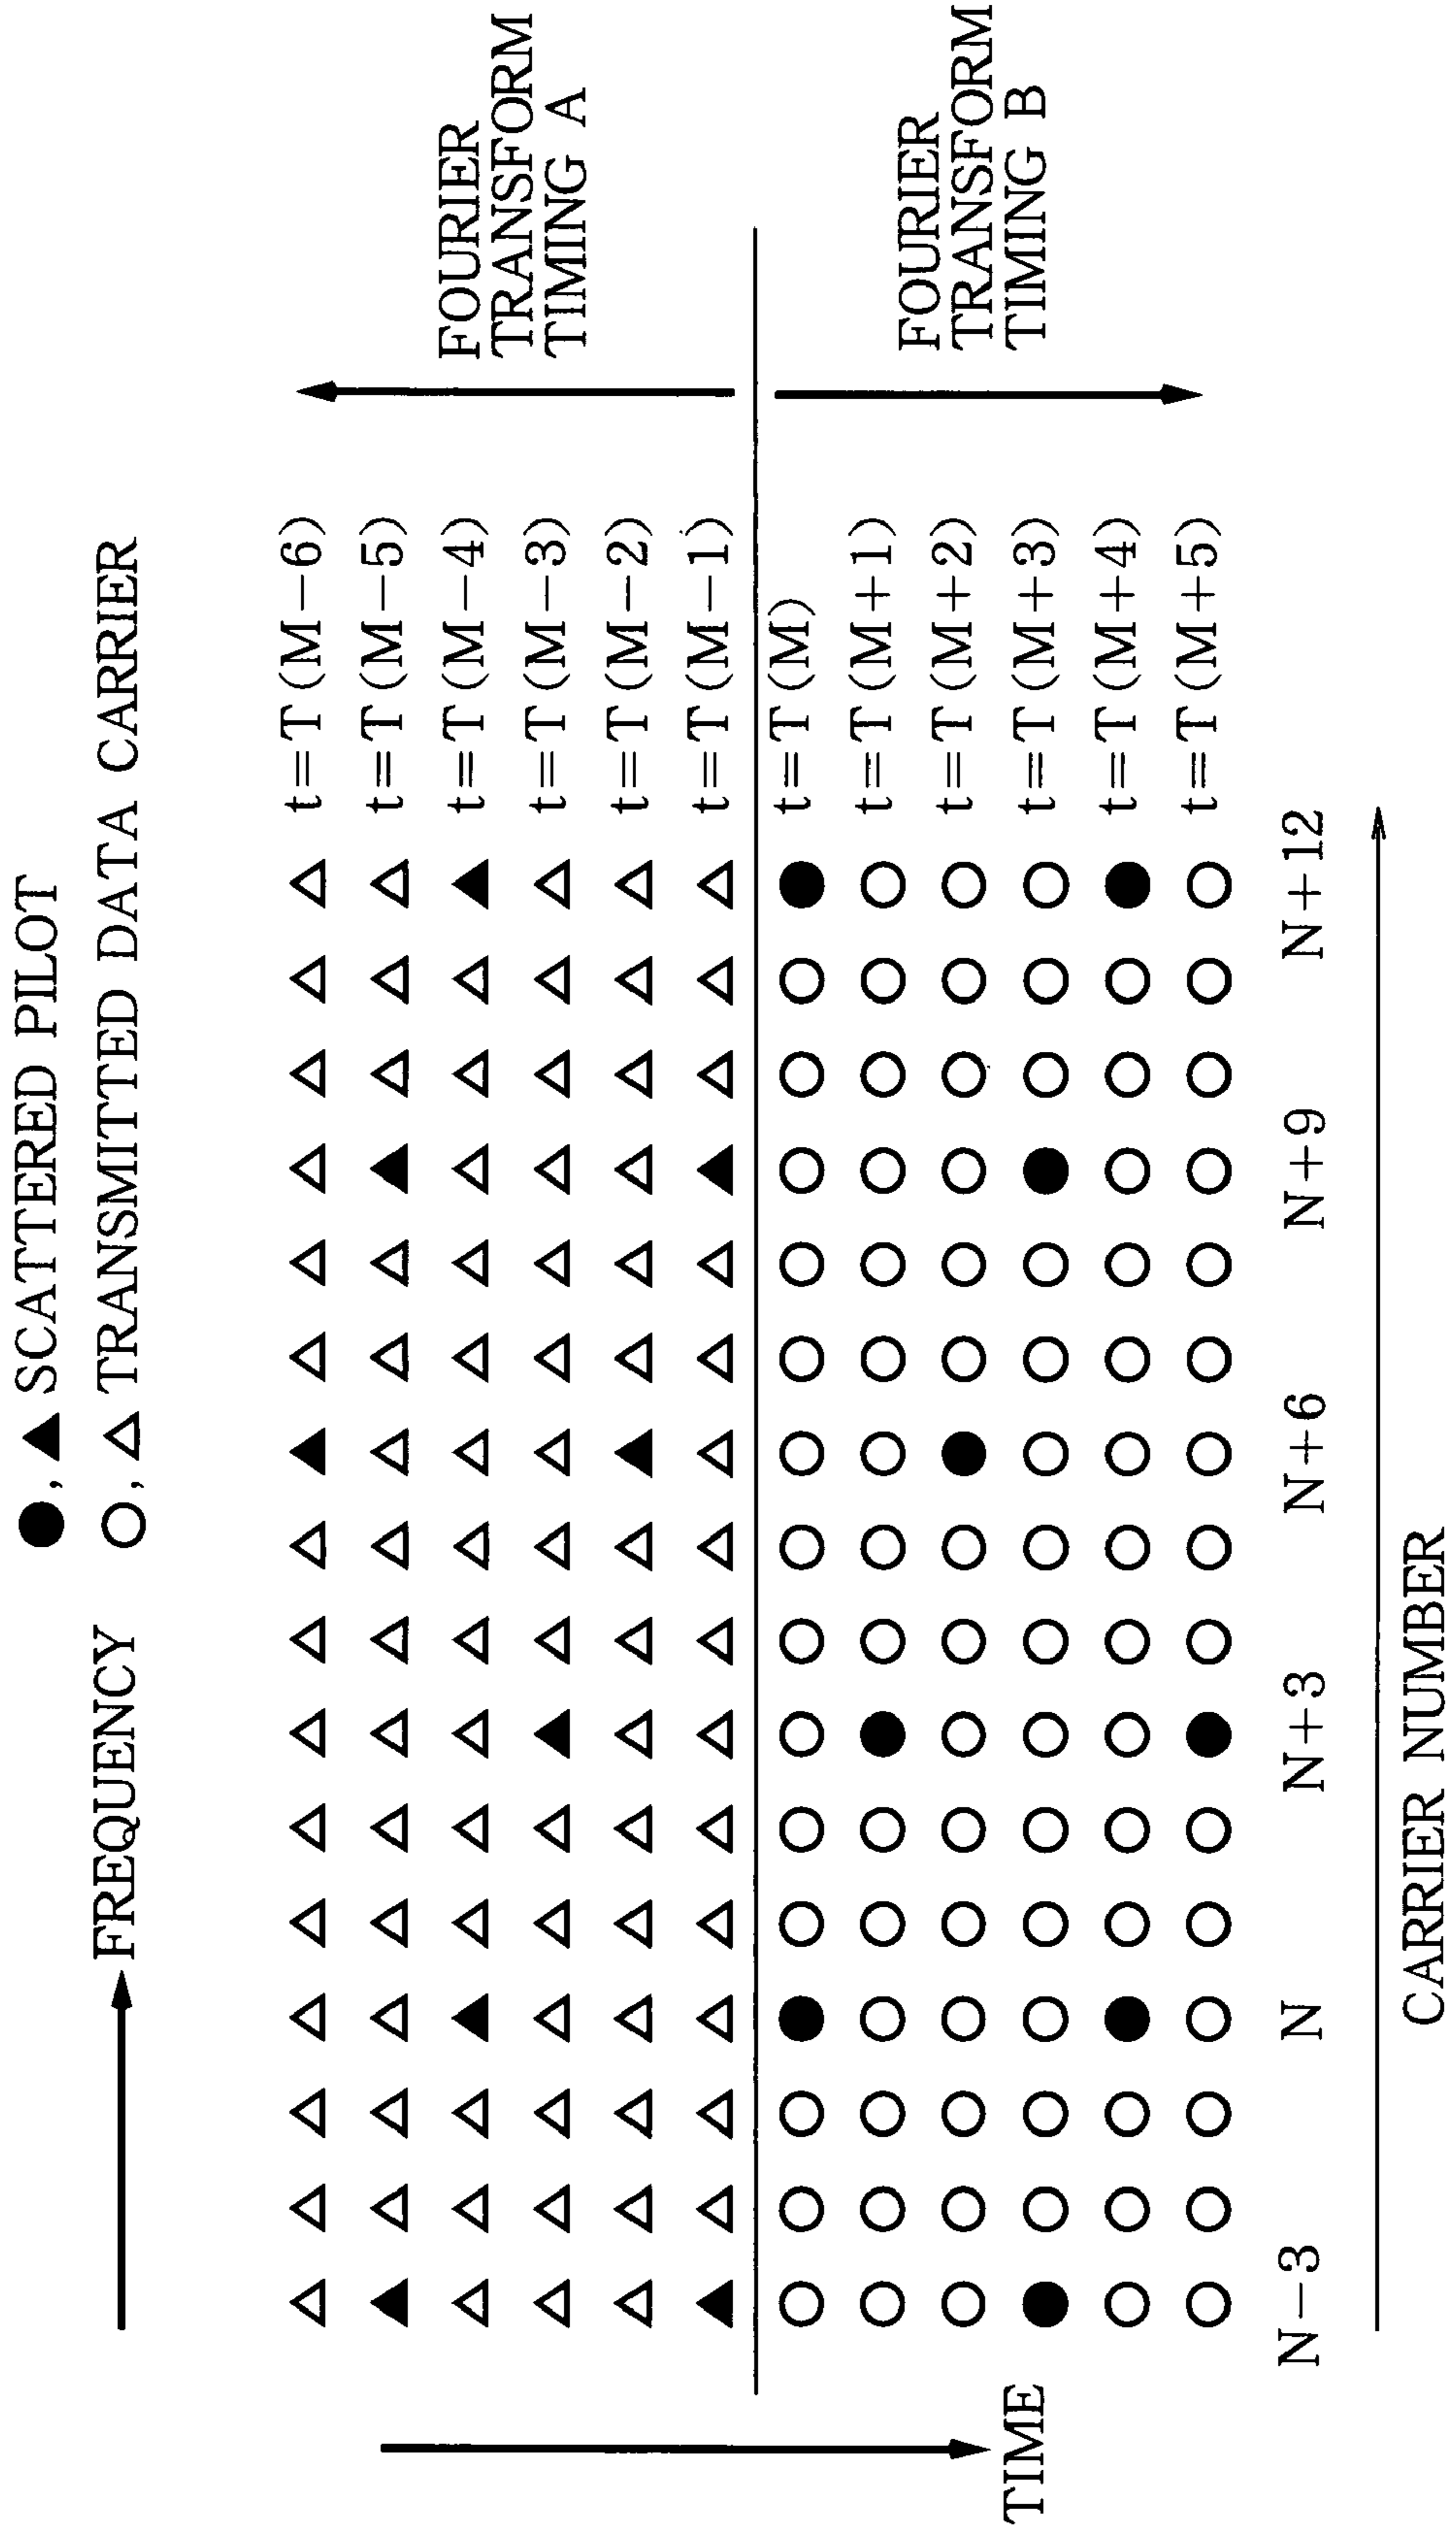 ●, ▲ SCATTERED PILOT
○, △ TRANSMITTED DATA CARRIER
FREQUENCY
t=T(M−6)
t=T(M−5)
t=T(M−4)
t=T(M−3)
t=T(M−2)
t=T(M−1)
t=T(M)
t=T(M+1)
t=T(M+2)
t=T(M+3)
t=T(M+4)
t=T(M+5)
FOURIER
TRANSFORM
TIMING A
FOURIER
TRANSFORM
TIMING B
TIME
N−3 N N+3 N+6 N+9 N+12
CARRIER NUMBER